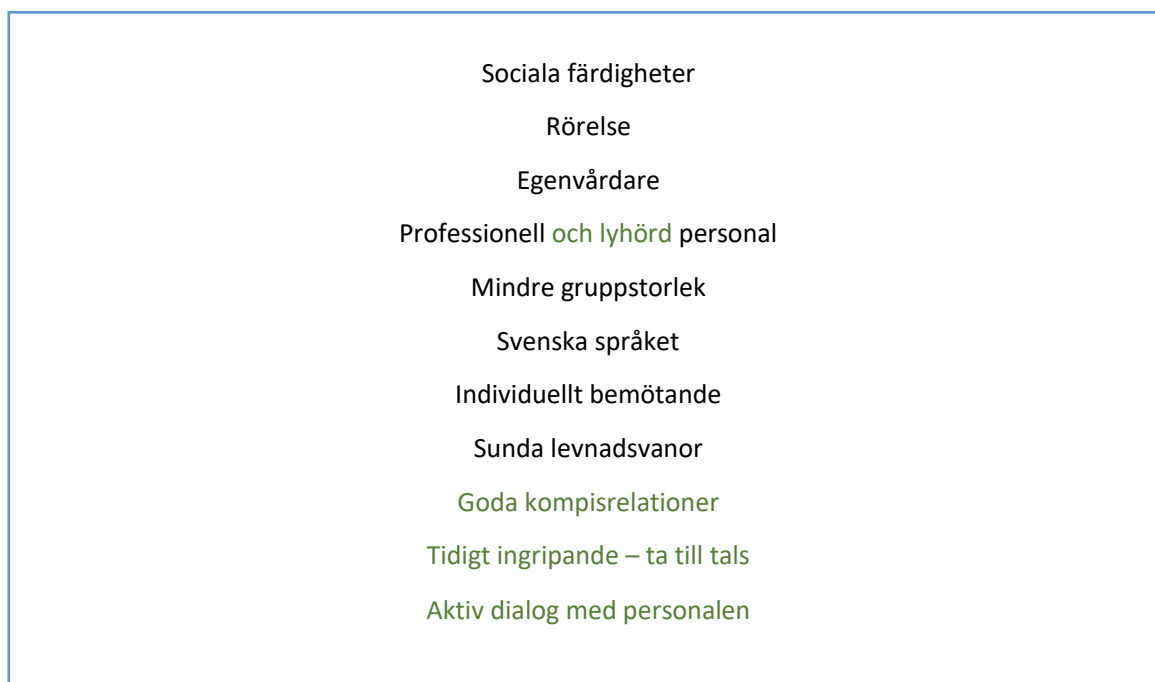 Sociala färdigheter
Rörelse
Egenvårdare
Professionell och lyhörd personal
Mindre gruppstorlek
Svenska språket
Individuellt bemötande
Sunda levnadsvanor
Goda kompisrelationer
Tidigt ingripande – ta till tals
Aktiv dialog med personalen